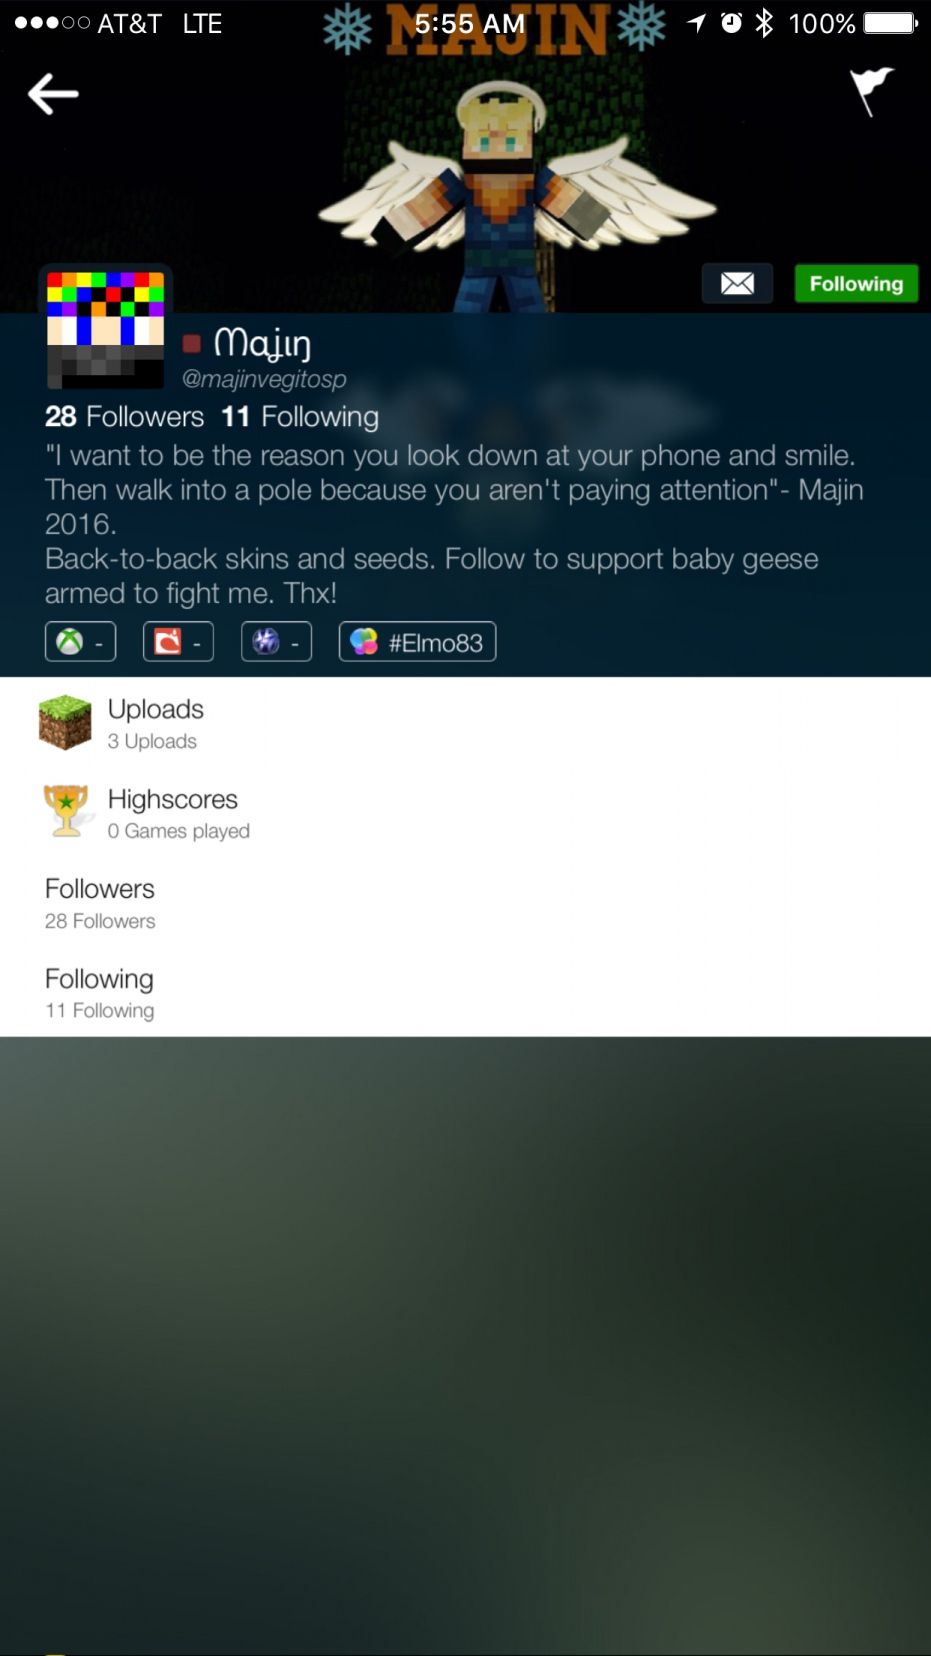 AT&T LTE 5:55 AM 100%
MAJIN
Following
Majin
@majinvegitosp
28 Followers 11 Following
"I want to be the reason you look down at your phone and smile.
Then walk into a pole because you aren't paying attention"- Majin
2016.
Back-to-back skins and seeds. Follow to support baby geese
armed to fight me. Thx!
- - - #Elmo83
Uploads
3 Uploads
Highscores
0 Games played
Followers
28 Followers
Following
11 Following